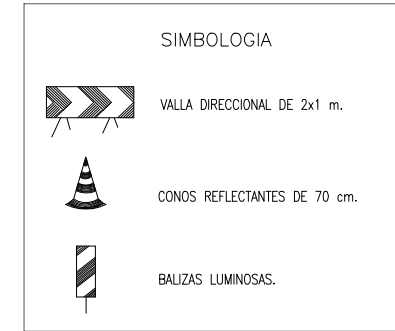 SIMBOLOGIA
VALLA DIRECCIONAL DE 2x1 m.
CONOS REFLECTANTES DE 70 cm.
BALIZAS LUMINOSAS.